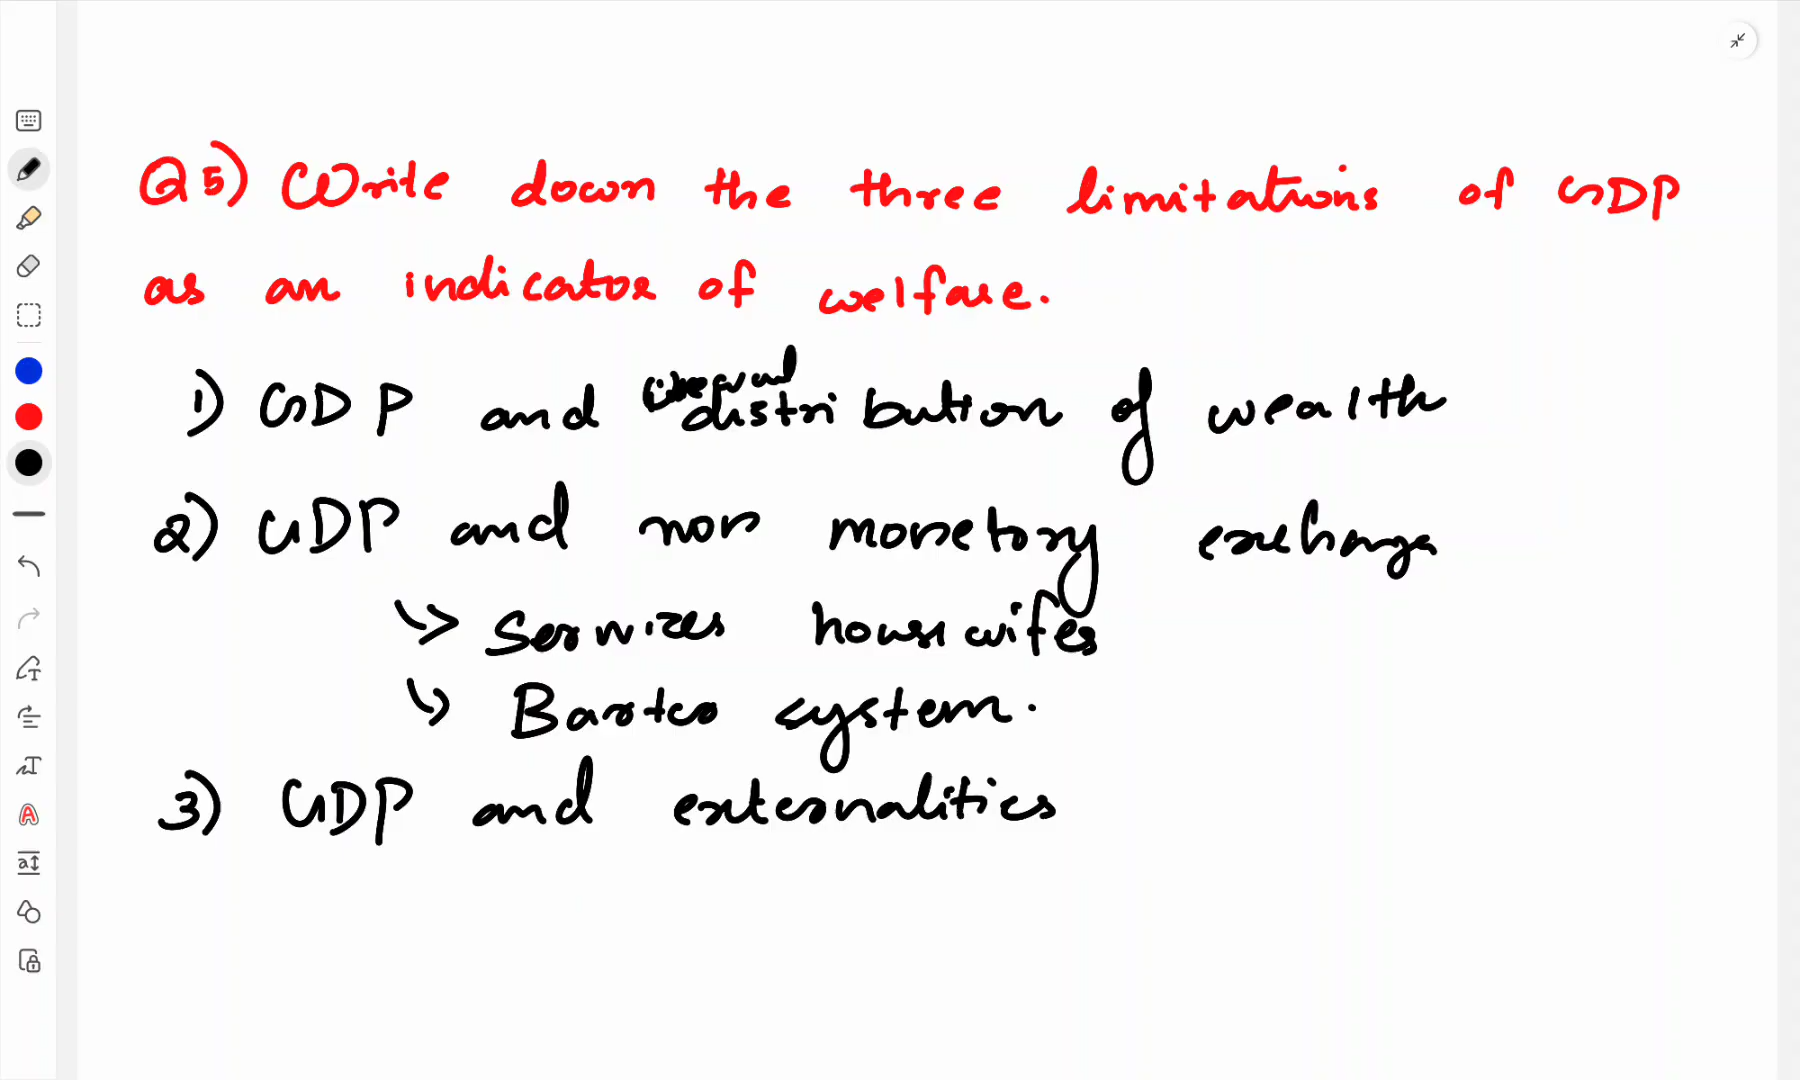 Q5) Write down the three limitations of GDP
as an indicator of welfare.
1) GDP and unequal distribution of wealth
2) GDP and non monetory exchange
↳ Services housewifes
↳ Barter system.
3) GDP and externalities